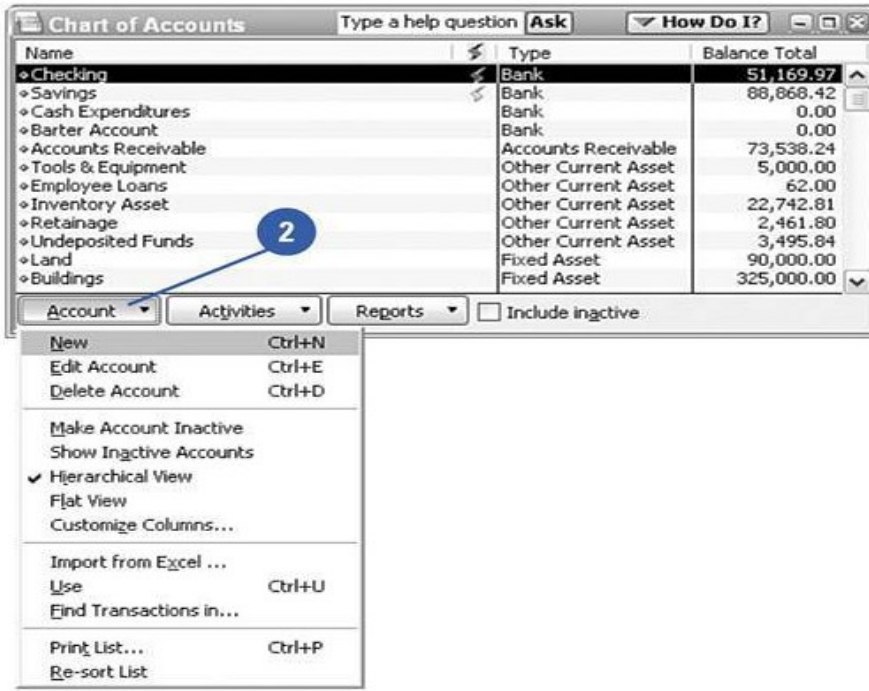 Chart of Accounts Type a help question Ask How Do I?
Name Type Balance Total
Checking Bank 51,169.97
Savings Bank 88,868.42
Cash Expenditures Bank 0.00
Barter Account Bank 0.00
Accounts Receivable Accounts Receivable 73,538.24
Tools & Equipment Other Current Asset 5,000.00
Employee Loans Other Current Asset 62.00
Inventory Asset Other Current Asset 22,742.81
Retainage Other Current Asset 2,461.80
Undeposited Funds Other Current Asset 3,495.84
2
Land Fixed Asset 90,000.00
Buildings Fixed Asset 325,000.00
Account Activities Reports Include inactive
New Ctrl+N
Edit Account Ctrl+E
Delete Account Ctrl+D
Make Account Inactive
Show Inactive Accounts
Hierarchical View
Flat View
Customize Columns...
Import from Excel ...
Use Ctrl+U
Find Transactions in...
Print List... Ctrl+P
Re-sort List